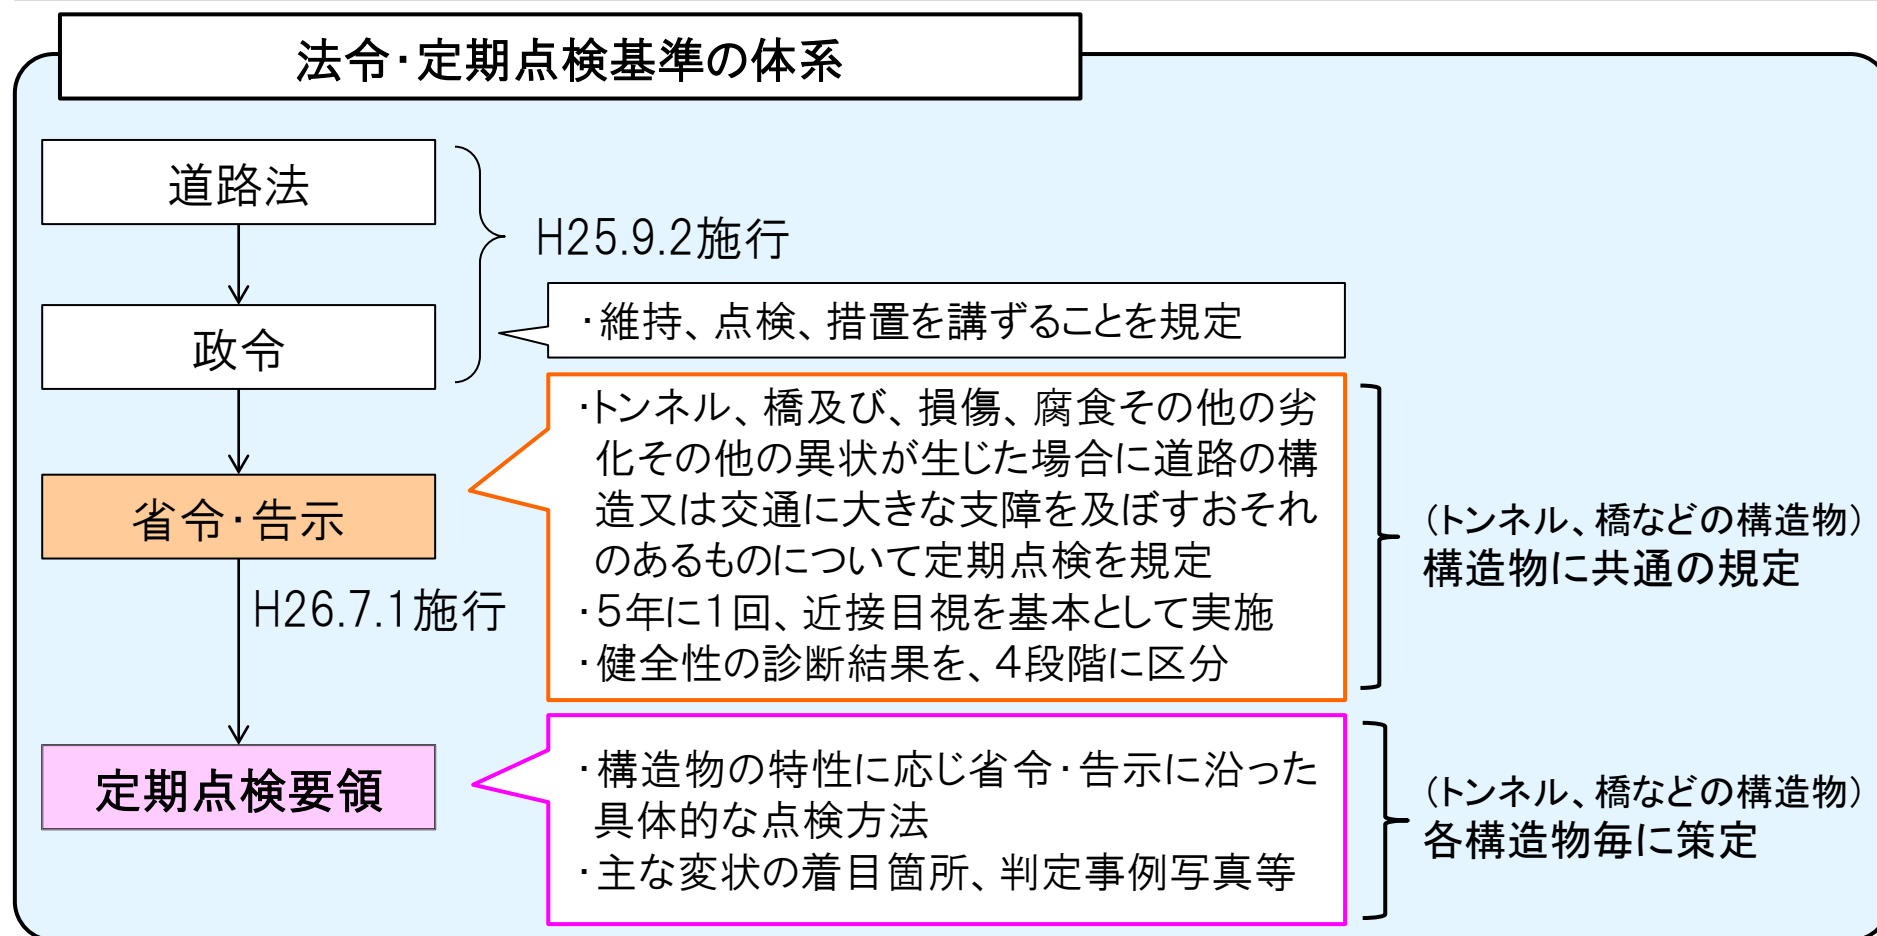 法令・定期点検基準の体系
道路法
H25.9.2施行
政令
・維持、点検、措置を講ずることを規定
省令・告示
・トンネル、橋及び、損傷、腐食その他の劣
化その他の異状が生じた場合に道路の構
造又は交通に大きな支障を及ぼすおそれ
のあるものについて定期点検を規定
・5年に1回、近接目視を基本として実施
・健全性の診断結果を、4段階に区分
(トンネル、橋などの構造物)
構造物に共通の規定
H26.7.1施行
定期点検要領
・構造物の特性に応じ省令・告示に沿った
具体的な点検方法
・主な変状の着目箇所、判定事例写真等
(トンネル、橋などの構造物)
各構造物毎に策定